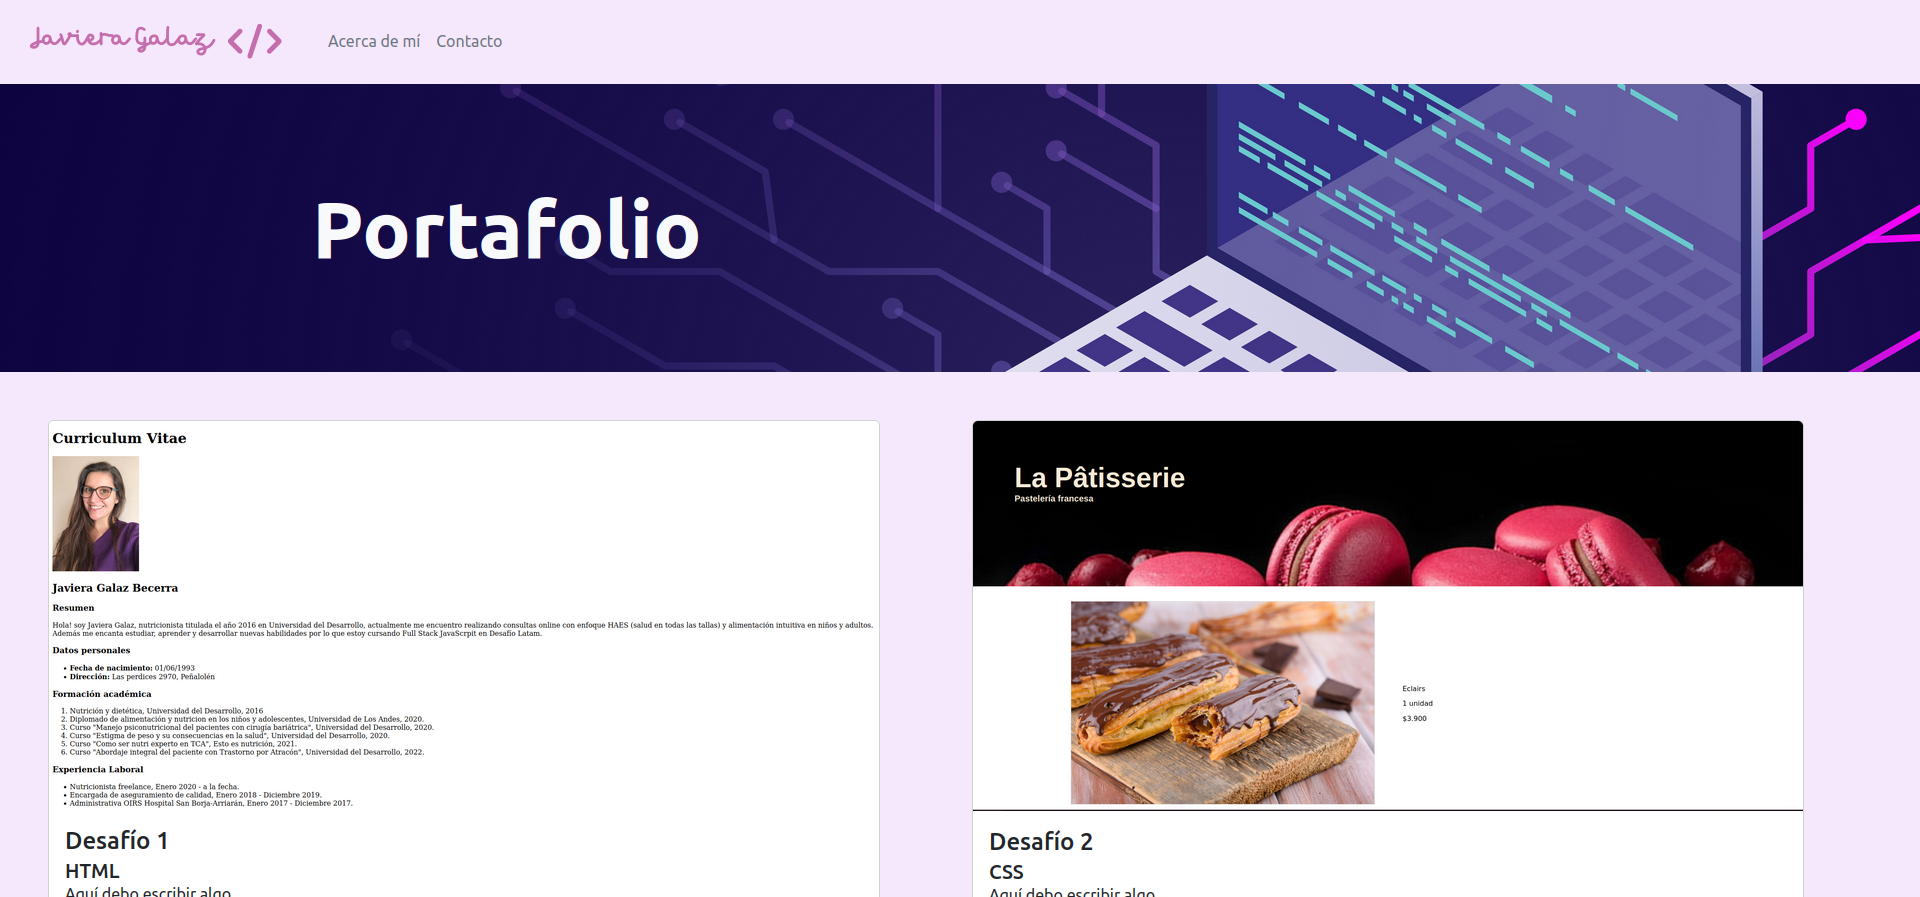 Javiera Galaz </>
Acerca de mí
Contacto
Portafolio
Curriculum Vitae
Javiera Galaz Becerra
Resumen
Hola! soy Javiera Galaz, nutricionista titulada el año 2016 en Universidad del Desarrollo, actualmente me encuentro realizando consultas online con enfoque HAES (salud en todas las tallas) y alimentación intuitiva en niños y adultos.
Además me encanta estudiar, aprender y desarrollar nuevas habilidades por lo que estoy cursando Full Stack JavaScrpit en Desafío Latam.
Datos personales
• Fecha de nacimiento: 01/06/1993
• Dirección: Las perdices 2970, Peñalolén
Formación académica
1. Nutrición y dietética, Universidad del Desarrollo, 2016
2. Diplomado de alimentación y nutricion en los niños y adolescentes, Universidad de Los Andes, 2020.
3. Curso "Manejo psiconutricional del pacientes con cirugía bariátrica", Universidad del Desarrollo, 2020.
4. Curso "Estigma de peso y su consecuencias en la salud", Universidad del Desarrollo, 2020.
5. Curso "Como ser nutri experto en TCA", Esto es nutrición, 2021.
6. Curso "Abordaje integral del paciente con Trastorno por Atracón", Universidad del Desarrollo, 2022.
Experiencia Laboral
• Nutricionista freelance, Enero 2020 - a la fecha.
• Encargada de aseguramiento de calidad, Enero 2018 - Diciembre 2019.
• Administrativa OIRS Hospital San Borja-Arriarán, Enero 2017 - Diciembre 2017.
Desafío 1
HTML
Aquí debo escribir algo
La Pâtisserie
Pastelería francesa
Eclairs
1 unidad
$3.900
Desafío 2
CSS
Aquí debo escribir algo